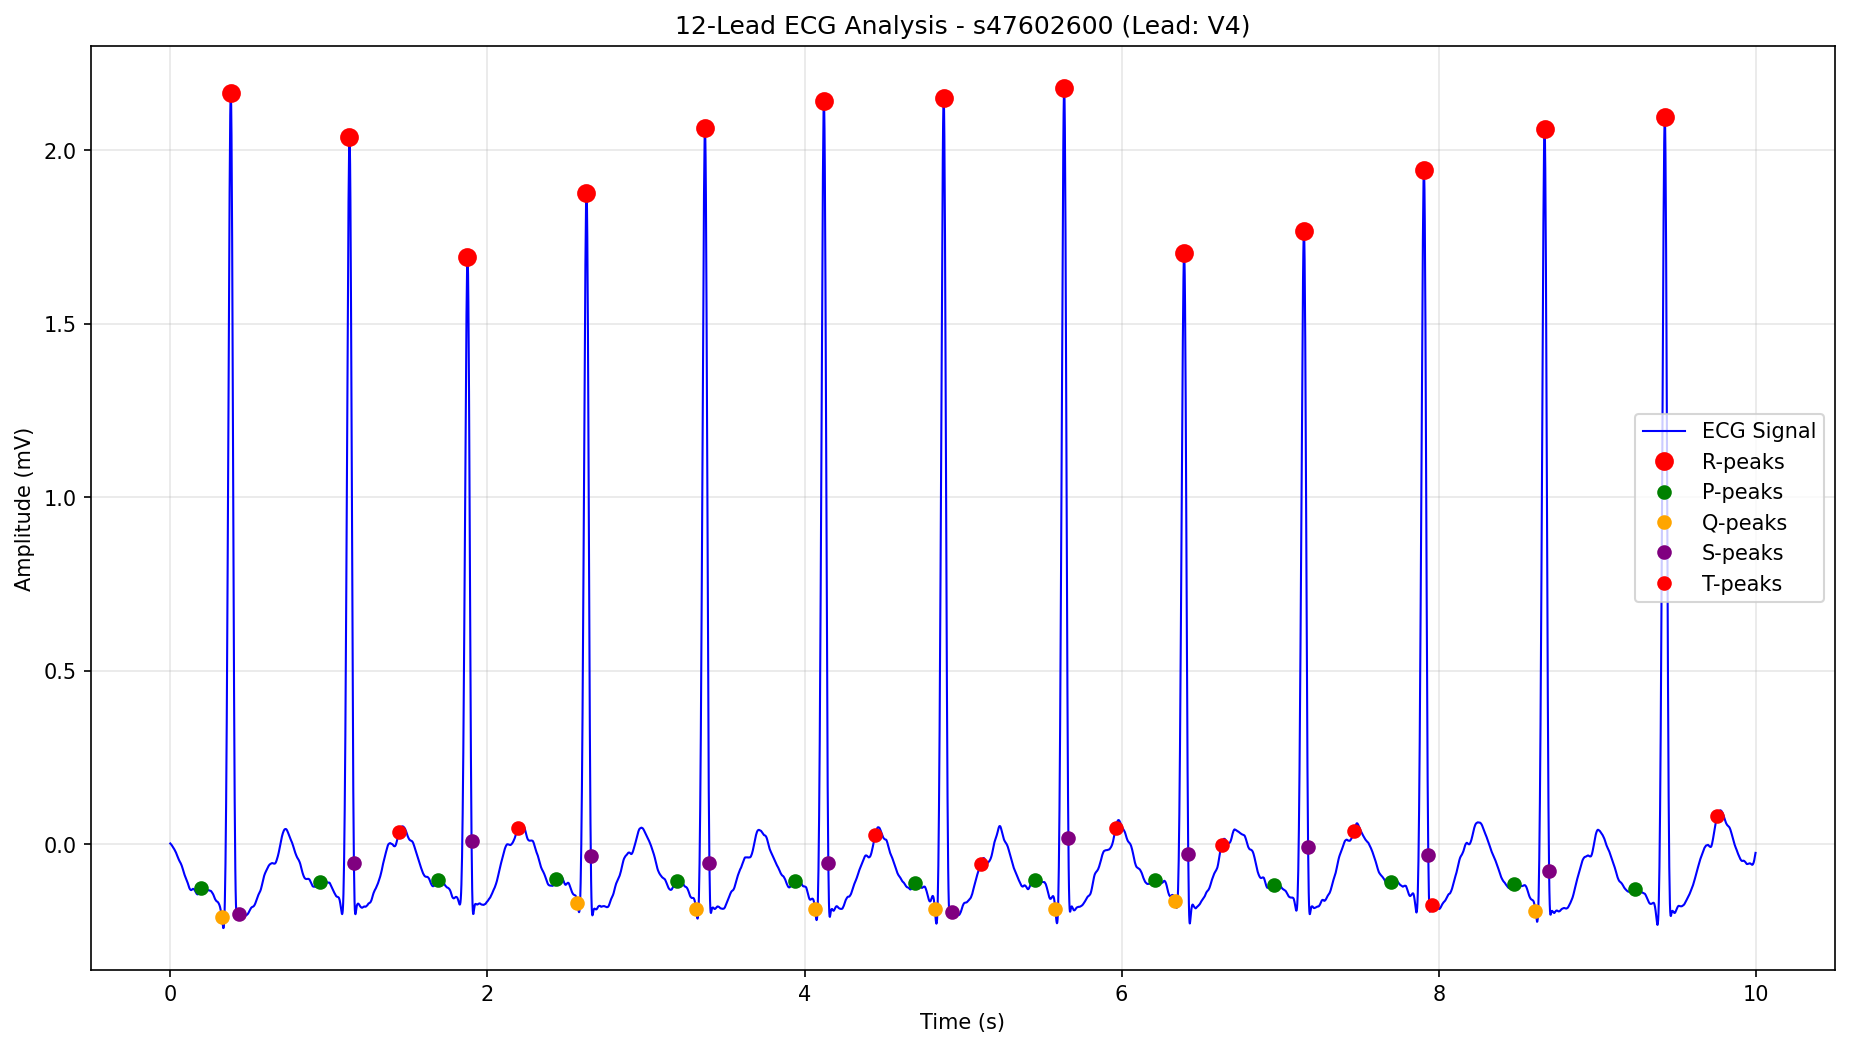 12-Lead ECG Analysis - s47602600 (Lead: V4)
Amplitude (mV)
2.0
1.5
1.0
0.5
0.0
ECG Signal
R-peaks
P-peaks
Q-peaks
S-peaks
T-peaks
0 2 4 6 8 10
Time (s)